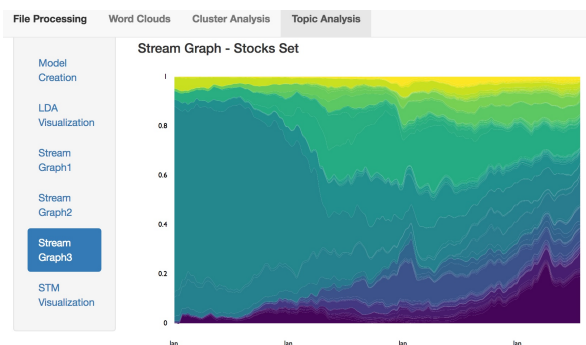 File Processing Word Clouds Cluster Analysis Topic Analysis
Model
Creation
LDA
Visualization
Stream
Graph1
Stream
Graph2
Stream
Graph3
STM
Visualization
Stream Graph - Stocks Set
1
0.8
0.6
0.4
0.2
0
Jan Jan Jan Jan